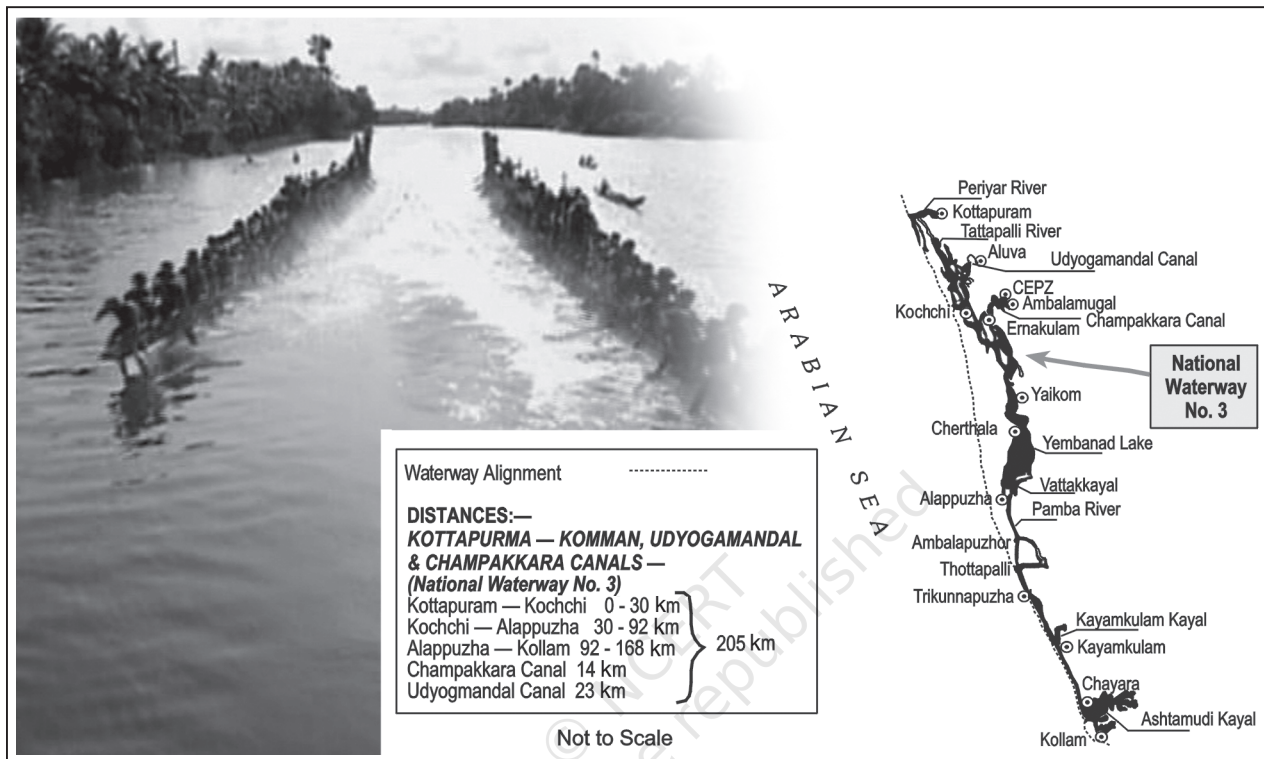 Periyar River
Kottapuram
Tattapalli River
Aluva
Udyogamandal Canal
CEPZ
Ambalamugal
Kochchi
Ernakulam
Champakkara Canal
ARABIAN SEA
National
Waterway
No. 3
Yaikom
Cherthala
Yembanad Lake
Vattakkayal
Alappuzha
Pamba River
Ambalapuzhor
Thottapalli
Trikunnapuzha
Kayamkulam Kayal
Kayamkulam
Chayara
Ashtamudi Kayal
Kollam
Waterway Alignment
DISTANCES:—
KOTTAPURMA — KOMMAN, UDYOGAMANDAL
& CHAMPAKKARA CANALS —
(National Waterway No. 3)
Kottapuram — Kochchi 0 - 30 km
Kochchi — Alappuzha 30 - 92 km
Alappuzha — Kollam 92 - 168 km
Champakkara Canal 14 km
Udyogmandal Canal 23 km
205 km
Not to Scale
© NCERT
e republished